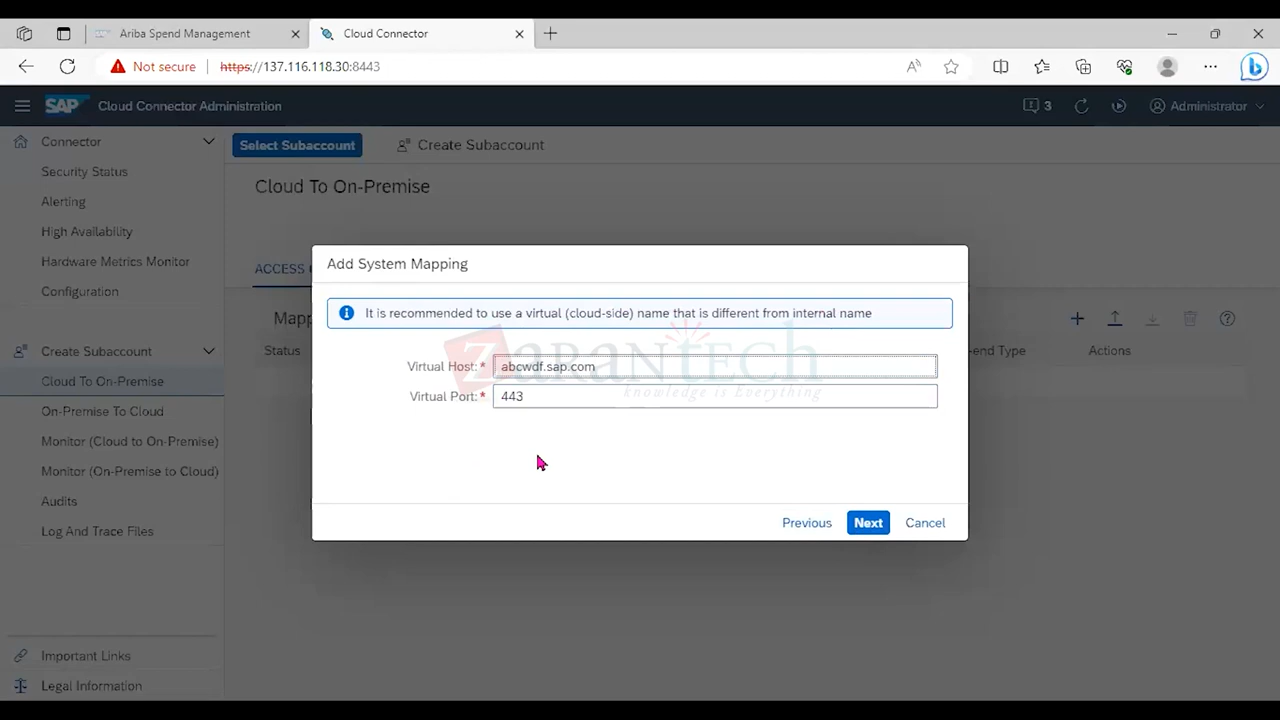 Ariba Spend Management
Cloud Connector
Not secure
https://137.116.118.30:8443
SAP
Cloud Connector Administration
3
Administrator
Connector
Security Status
Alerting
High Availability
Hardware Metrics Monitor
Configuration
Create Subaccount
Cloud To On-Premise
On-Premise To Cloud
Monitor (Cloud to On-Premise)
Monitor (On-Premise to Cloud)
Audits
Log And Trace Files
Important Links
Legal Information
Select Subaccount
Create Subaccount
Cloud To On-Premise
ACCESS
Mapp
Status
-end Type
Actions
Add System Mapping
It is recommended to use a virtual (cloud-side) name that is different from internal name
Virtual Host:*
abcwdf.sap.com
Virtual Port:*
443
Previous
Next
Cancel
ZaranTech
knowledge is Everything